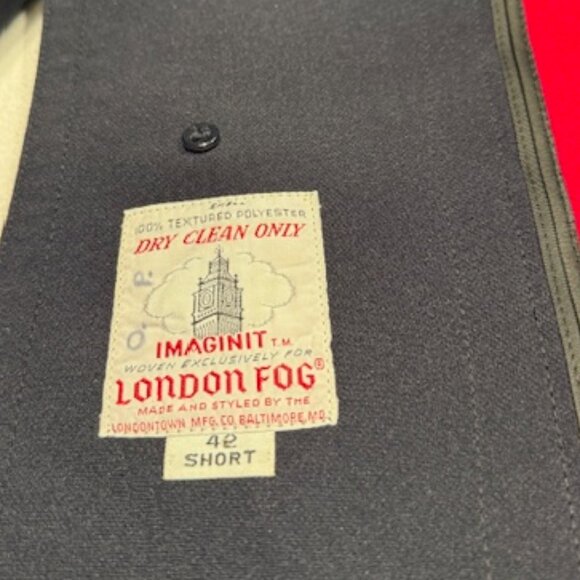 100% TEXTURED POLYESTER
DRY CLEAN ONLY
O. P.
IMAGINIT T.M.
WOVEN EXCLUSIVELY FOR
LONDON FOG®
MADE AND STYLED BY THE
LONDONTOWN MFG. CO. BALTIMORE, MD.
42
SHORT